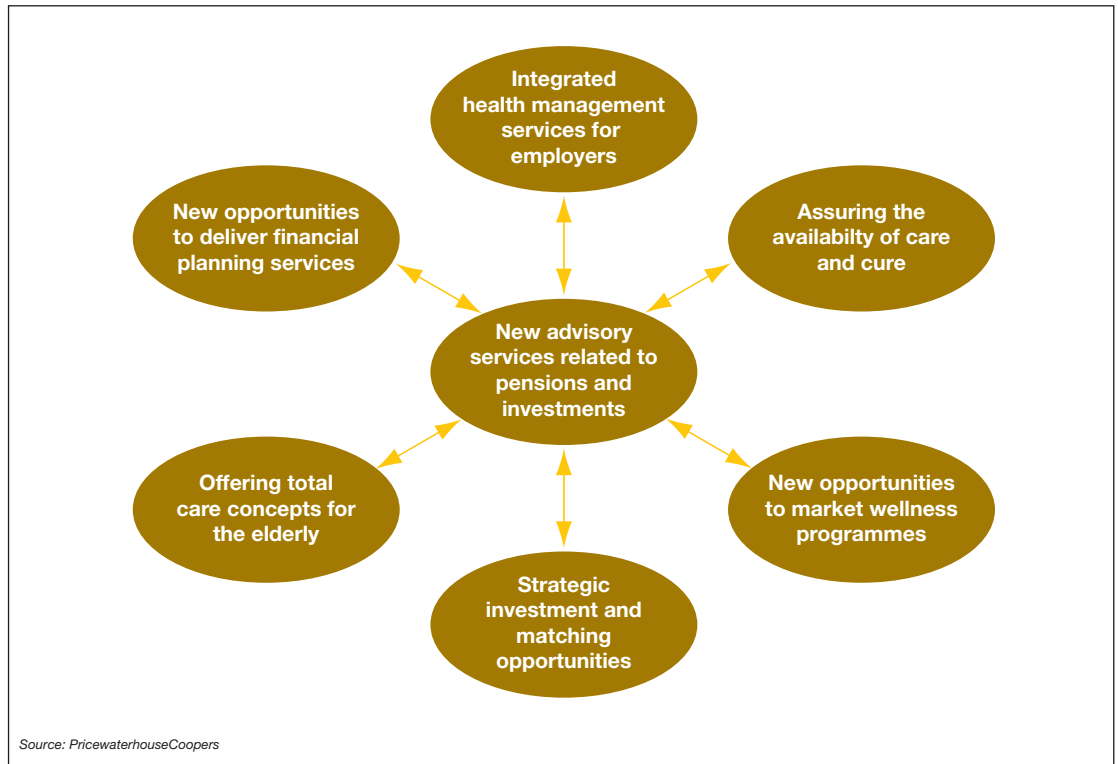 Integrated
health management
services for
employers
New opportunities
to deliver financial
planning services
Assuring the
availabilty of care
and cure
New advisory
services related to
pensions and
investments
Offering total
care concepts for
the elderly
New opportunities
to market wellness
programmes
Strategic
investment and
matching
opportunities
Source: PricewaterhouseCoopers